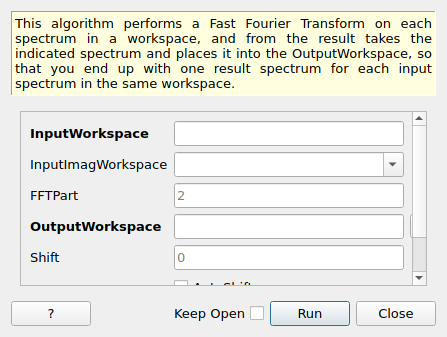 This algorithm performs a Fast Fourier Transform on each
spectrum in a workspace, and from the result takes the
indicated spectrum and places it into the OutputWorkspace, so
that you end up with one result spectrum for each input
spectrum in the same workspace.
InputWorkspace
InputImagWorkspace
FFTPart 2
OutputWorkspace
Shift 0
? Keep Open Run Close